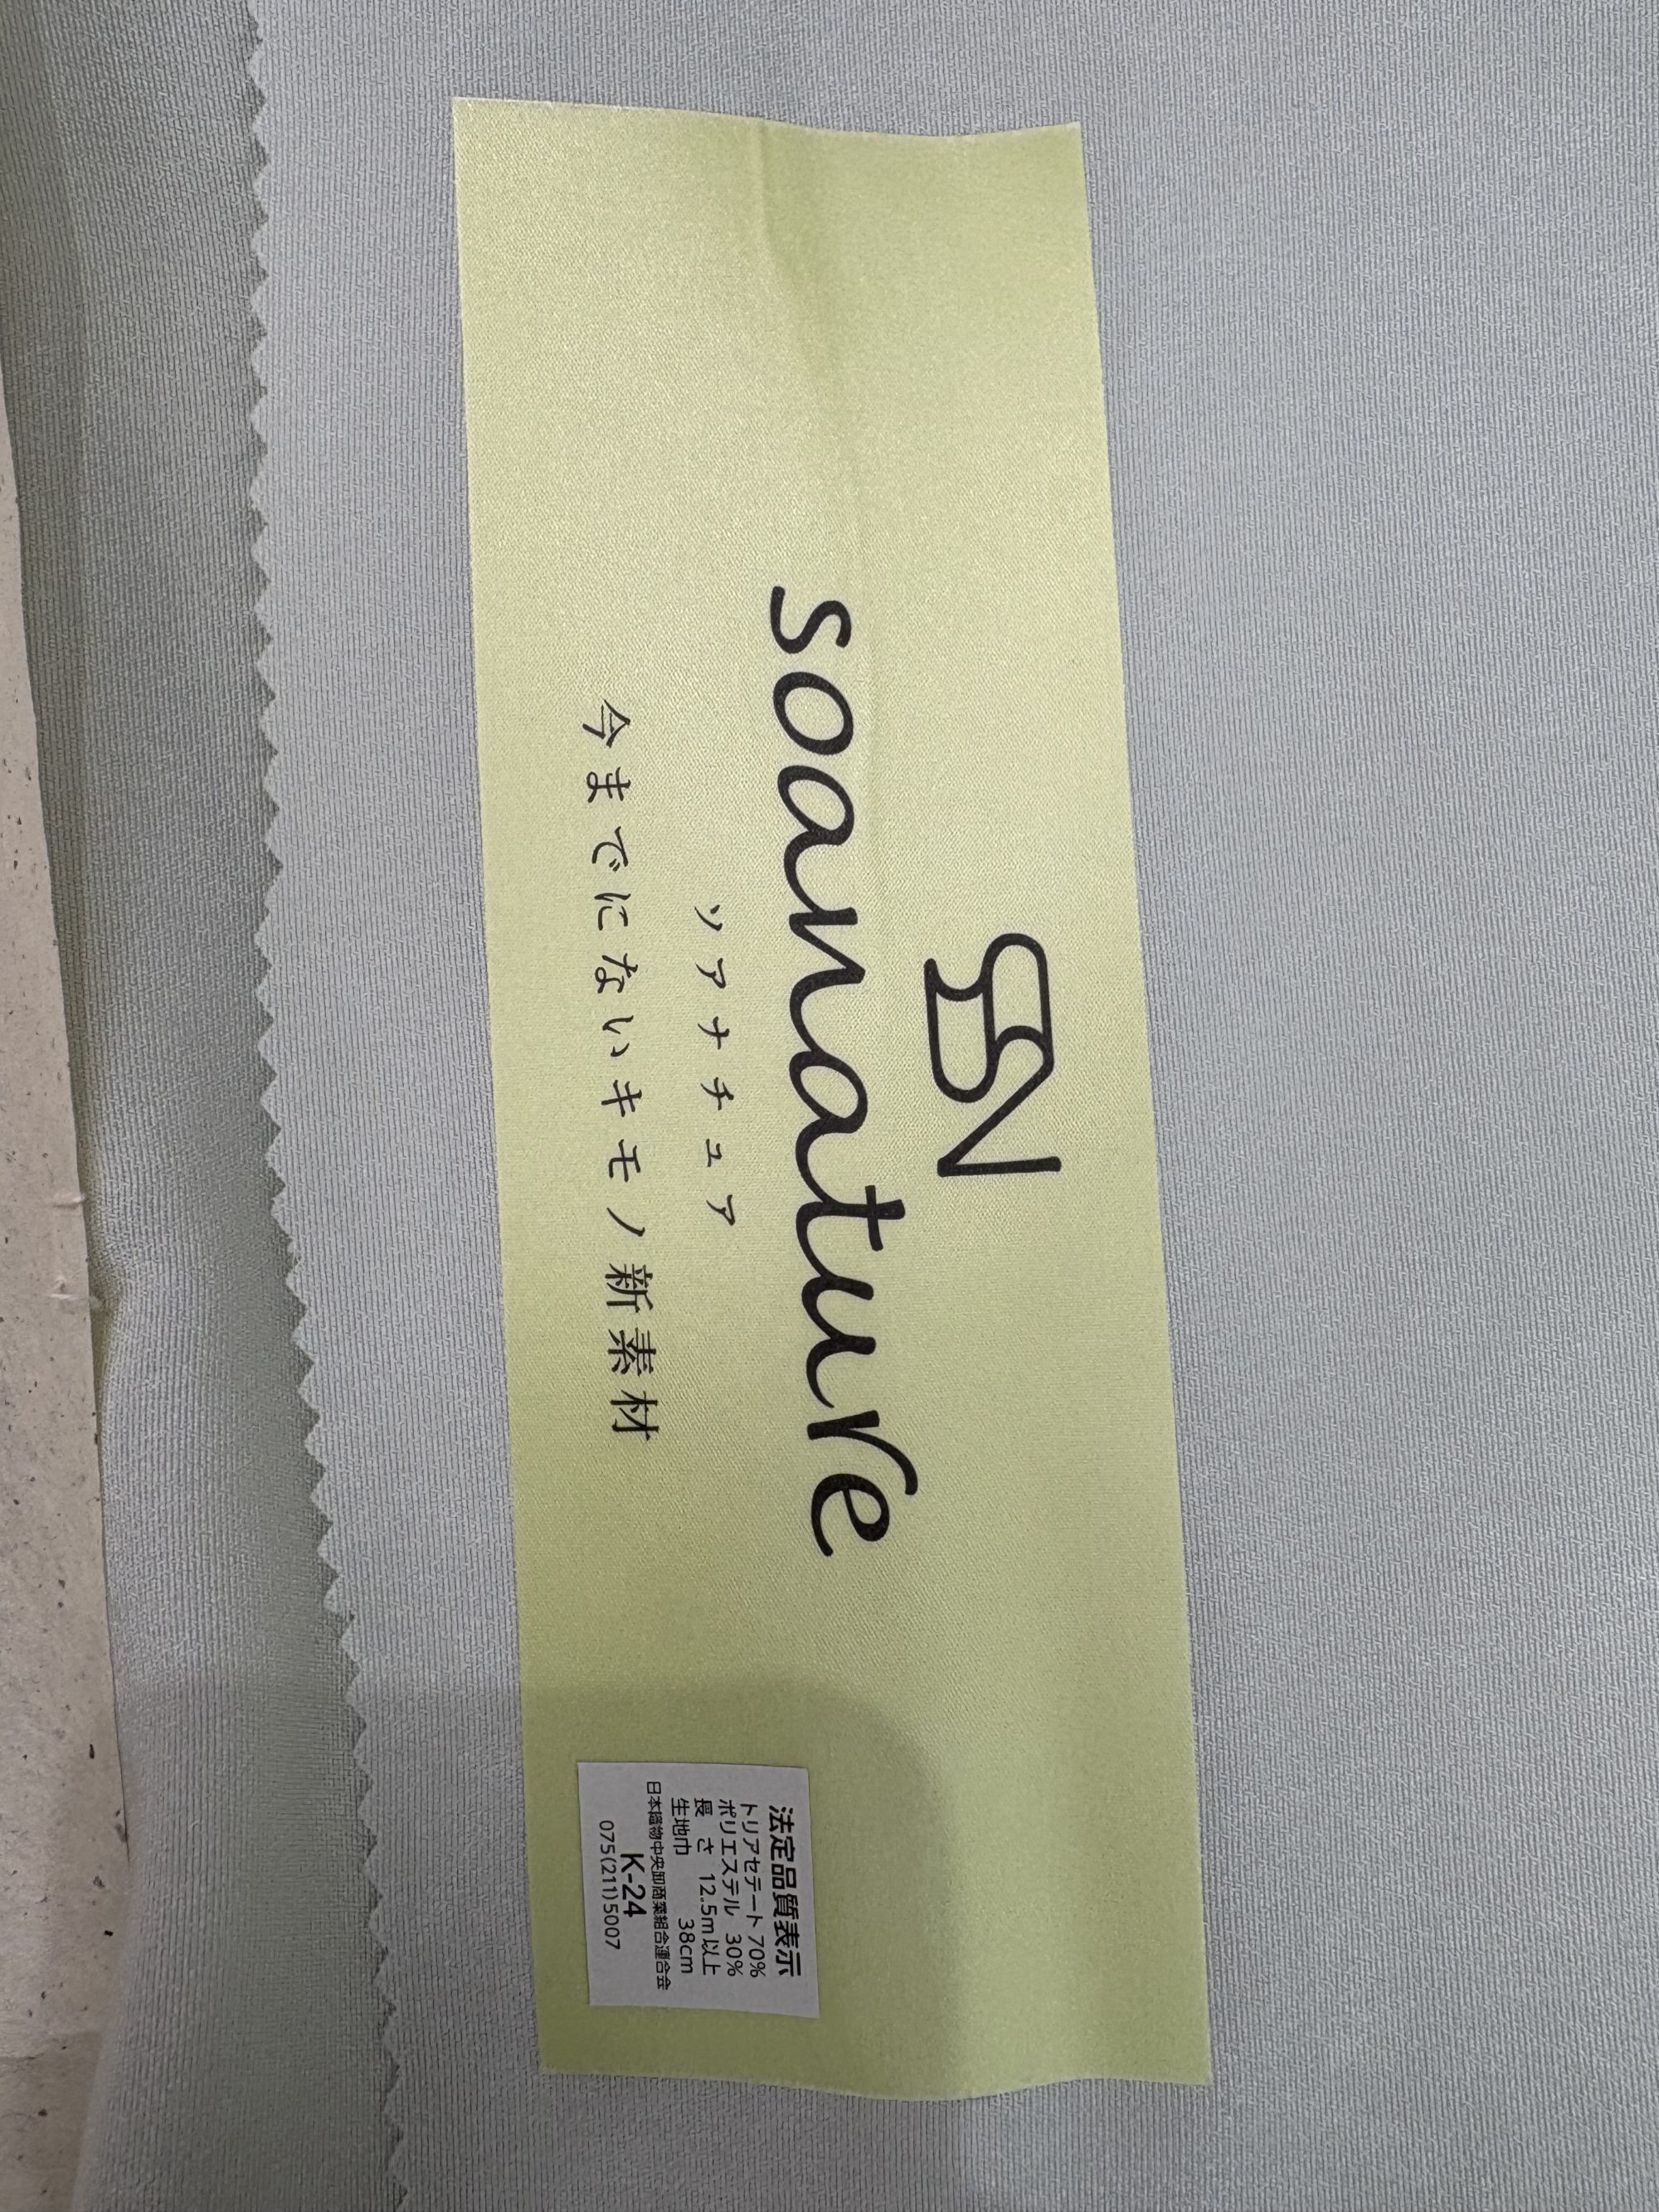 SN
soanature
ソアナチュア
今までにないキモノ新素材
法定品質表示
トリアセテート 70%
ポリエステル 30%
長さ 12.5m以上
生地巾 38cm
日本織物中央卸商業組合連合会
K-24
075(211)5007